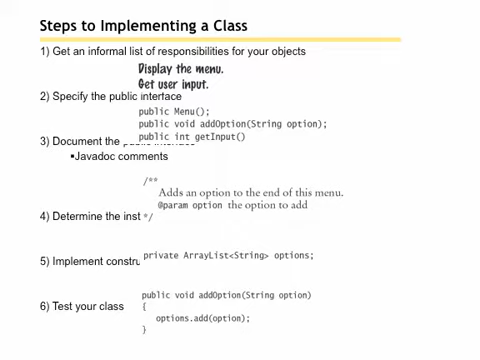 Steps to Implementing a Class
1) Get an informal list of responsibilities for your objects
Display the menu.
Get user input.
2) Specify the public interface
public Menu();
public void addOption(String option);
public int getInput()
3) Document the public interface
▪Javadoc comments
/**
Adds an option to the end of this menu.
@param option the option to add
*/
4) Determine the inst
private ArrayList<String> options;
5) Implement constru
public void addOption(String option)
{
options.add(option);
}
6) Test your class